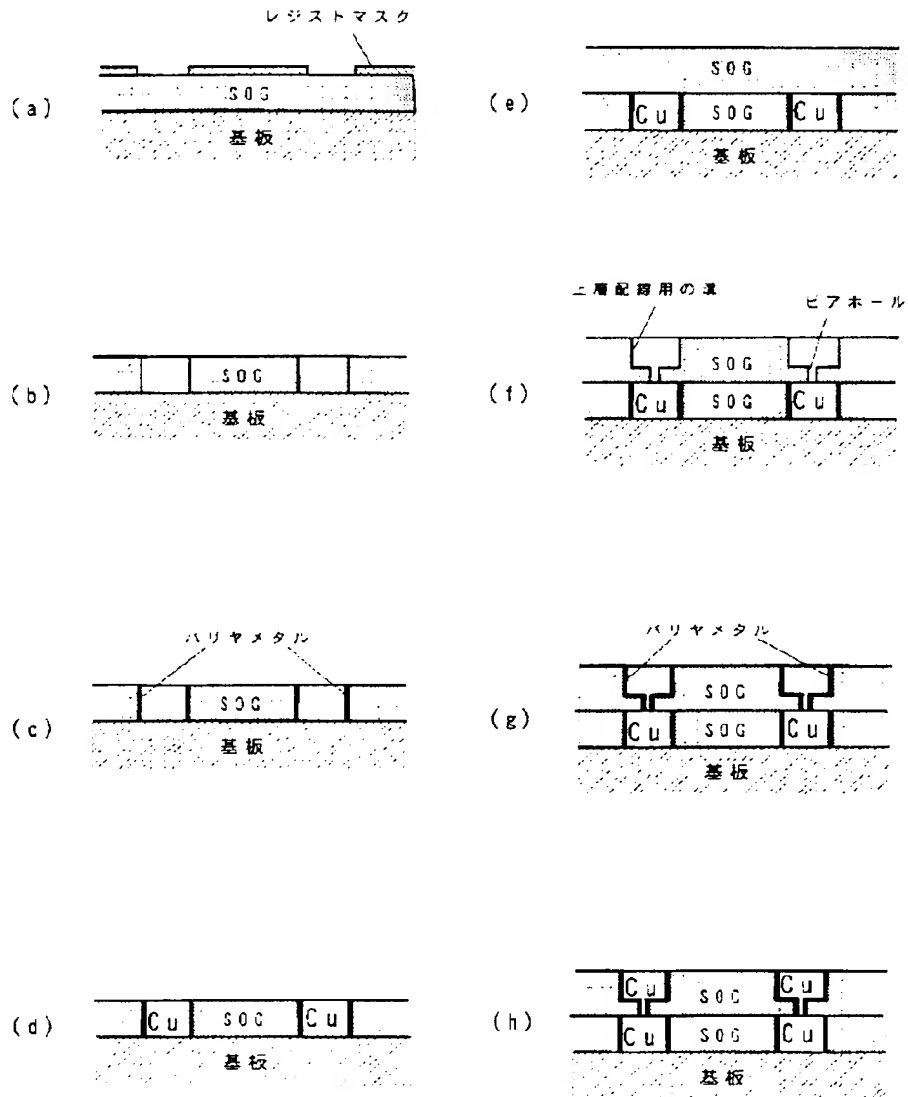 レジストマスク
(a)
SOG
基板
(b)
SOG
基板
バリヤメタル
(c)
SOG
基板
(d)
Cu SOG Cu
基板
(e)
SOG
Cu SOG Cu
基板
上層配線用の溝 ビアホール
(f)
SOG
Cu SOG Cu
基板
バリヤメタル
(g)
SOG
Cu SOG Cu
基板
(h)
Cu SOG Cu
Cu SOG Cu
基板